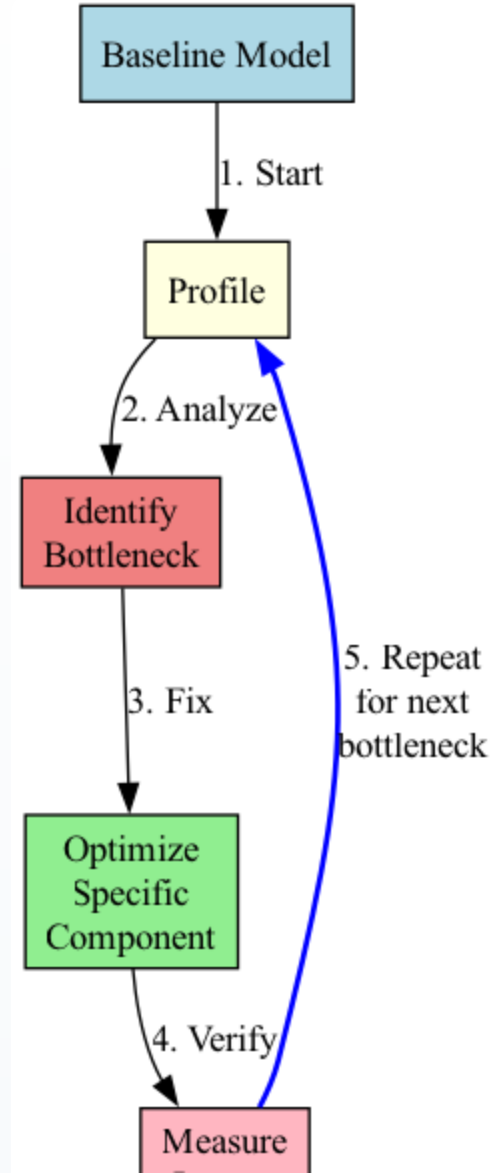 Baseline Model
1. Start
Profile
2. Analyze
Identify
Bottleneck
5. Repeat
for next
bottleneck
3. Fix
Optimize
Specific
Component
4. Verify
Measure